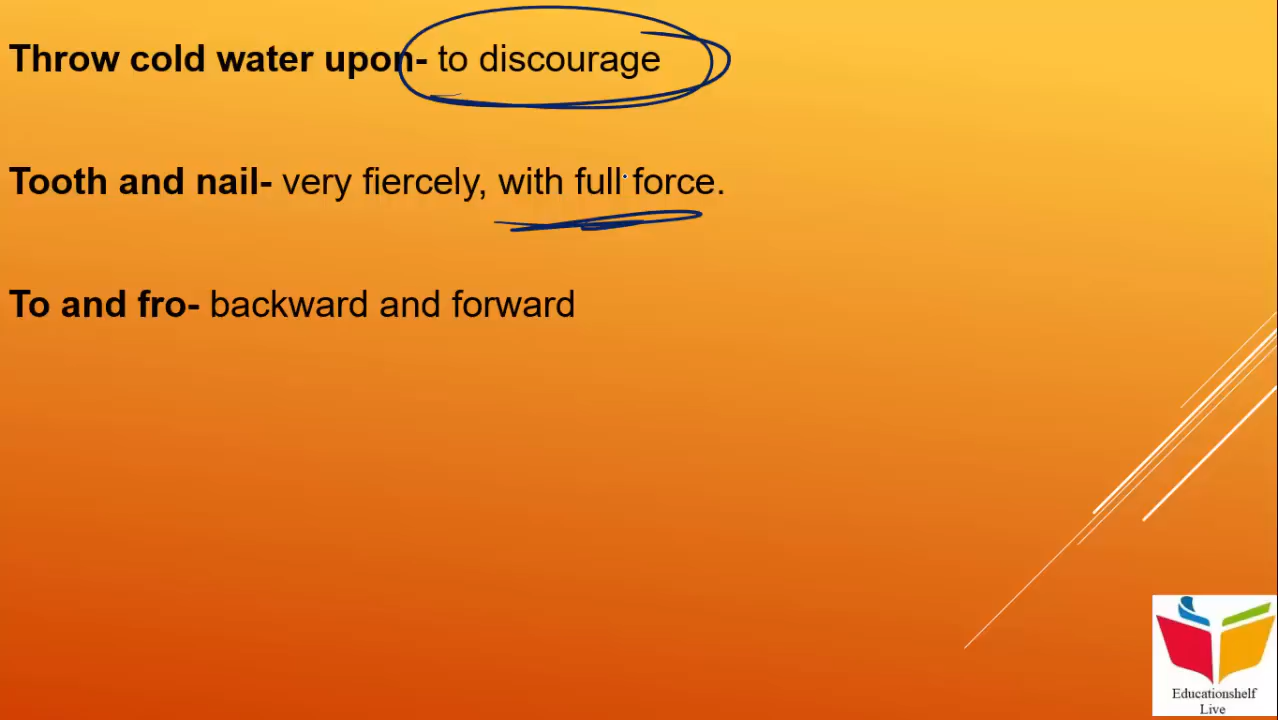 Throw cold water upon- to discourage
Tooth and nail- very fiercely, with full force.
To and fro- backward and forward
Educationshelf
Live